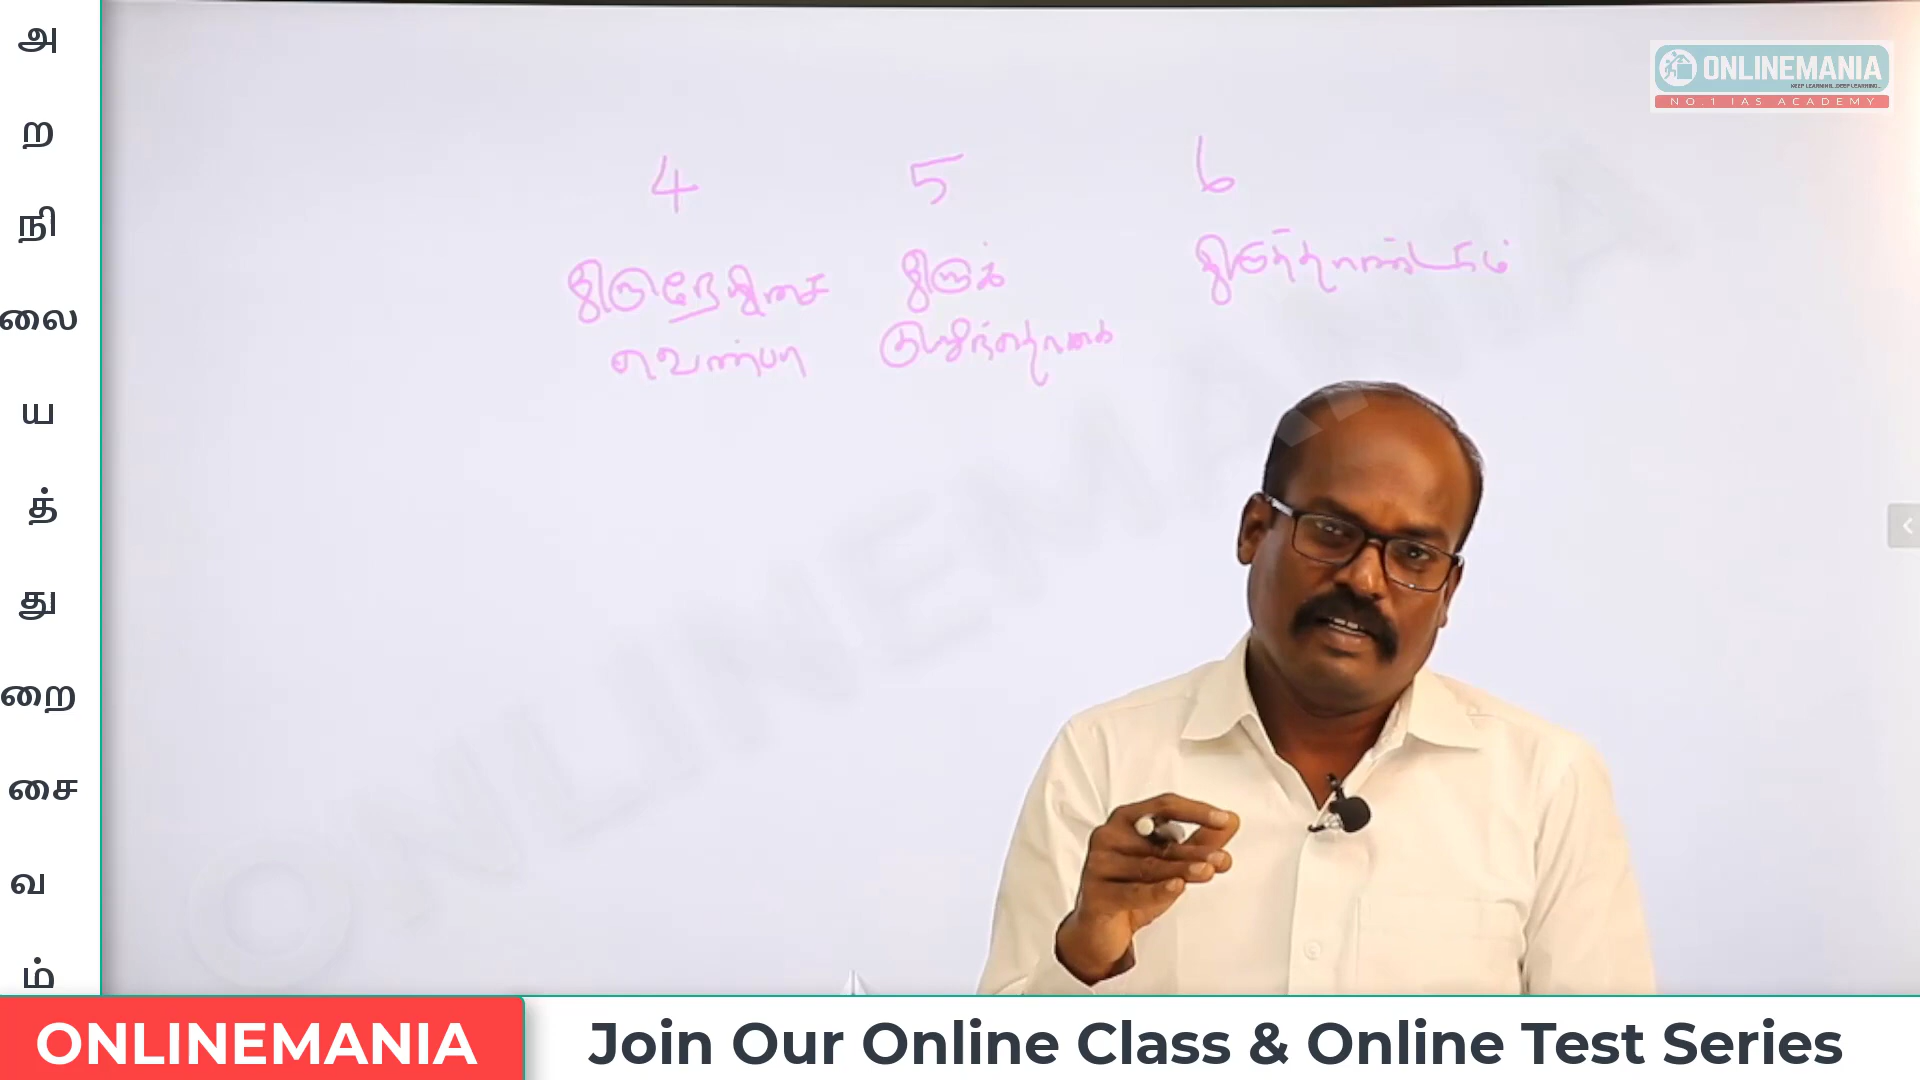 அ
ற
நி
லை
ய
த்
து
றை
சை
வ
ம்
ONLINEMANIA
KEEP LEARNING...DEEP LEARNING...
NO.1 IAS ACADEMY
4 5 6
திருநேரிசை திருக் திருத்தாண்டகம்
வெண்பா குறுந்தொகை
ONLINEMANIA
ONLINEMANIA Join Our Online Class & Online Test Series